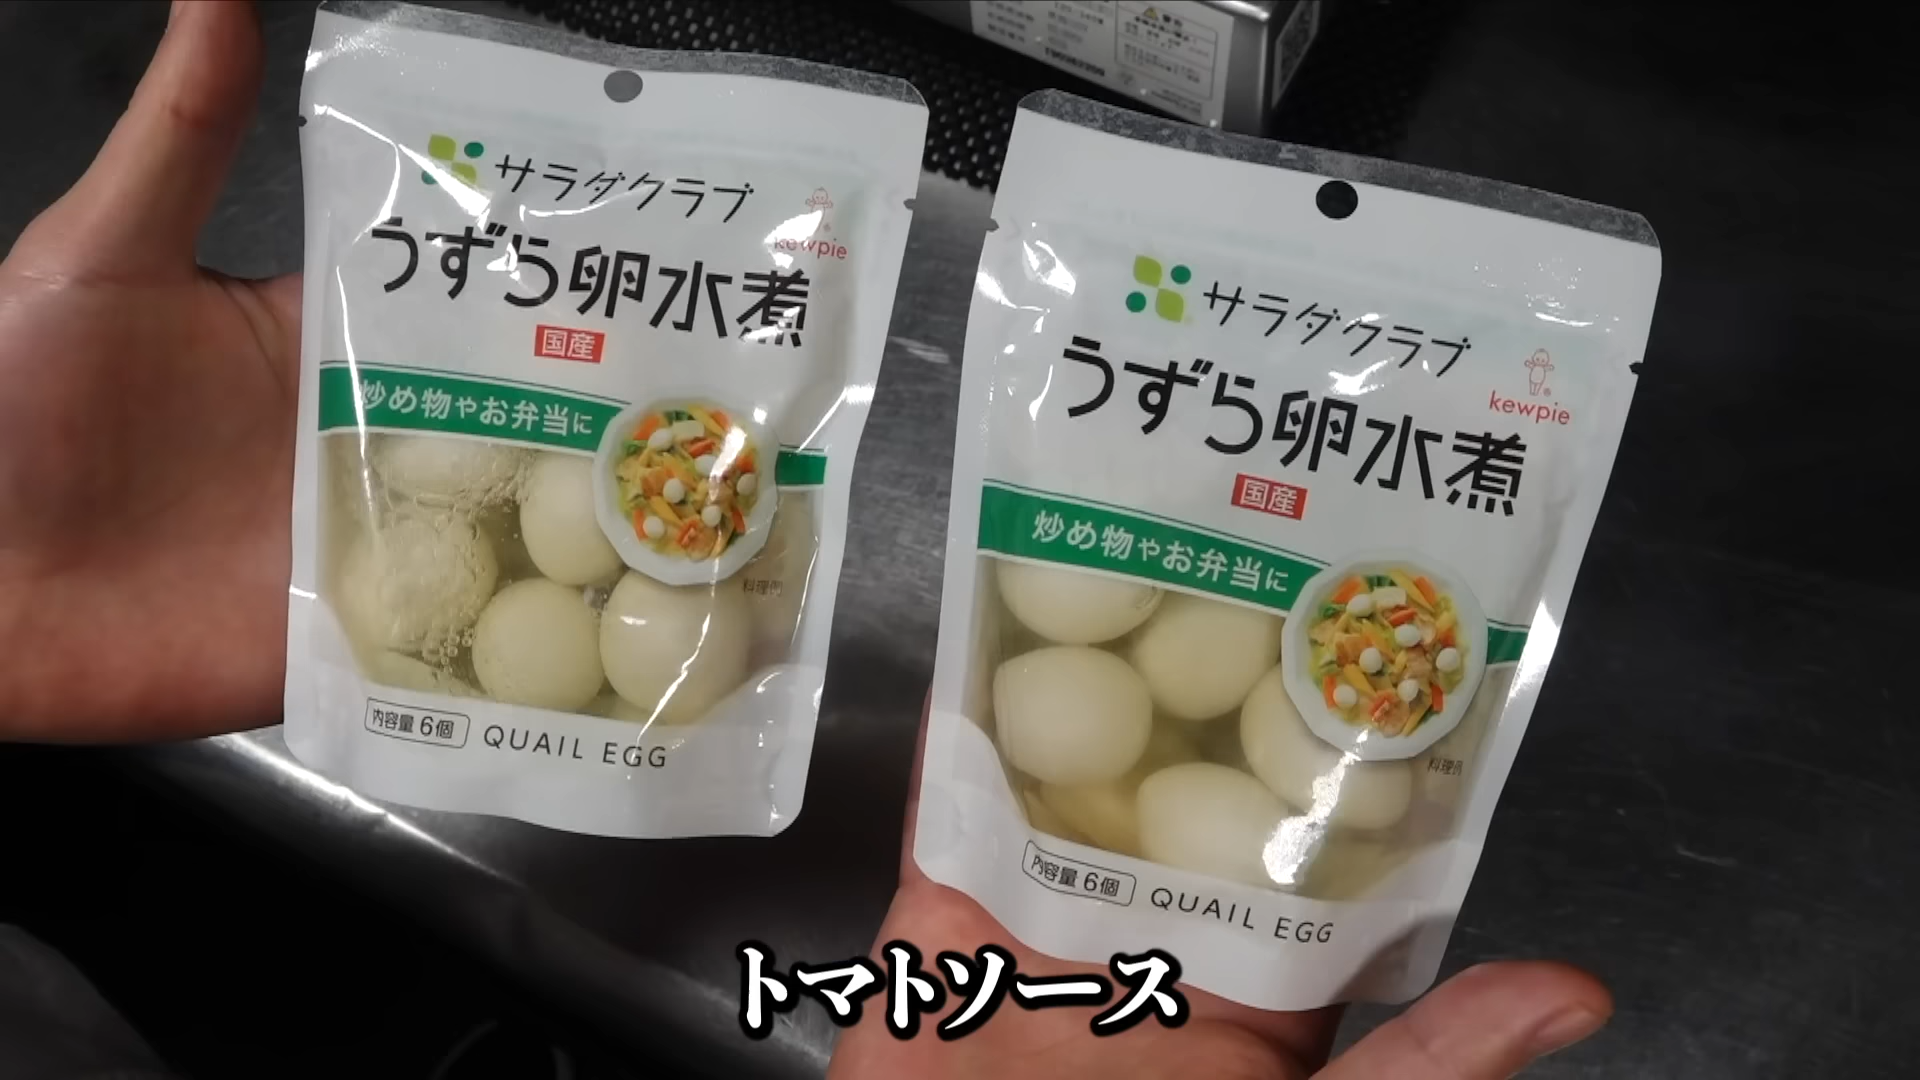 サラダクラブ
kewpie
うずら卵水煮
国産
炒め物やお弁当に
料理例
内容量 6個
QUAIL EGG
サラダクラブ
kewpie
うずら卵水煮
国産
炒め物やお弁当に
料理例
内容量 6個
QUAIL EGG
トマトソース